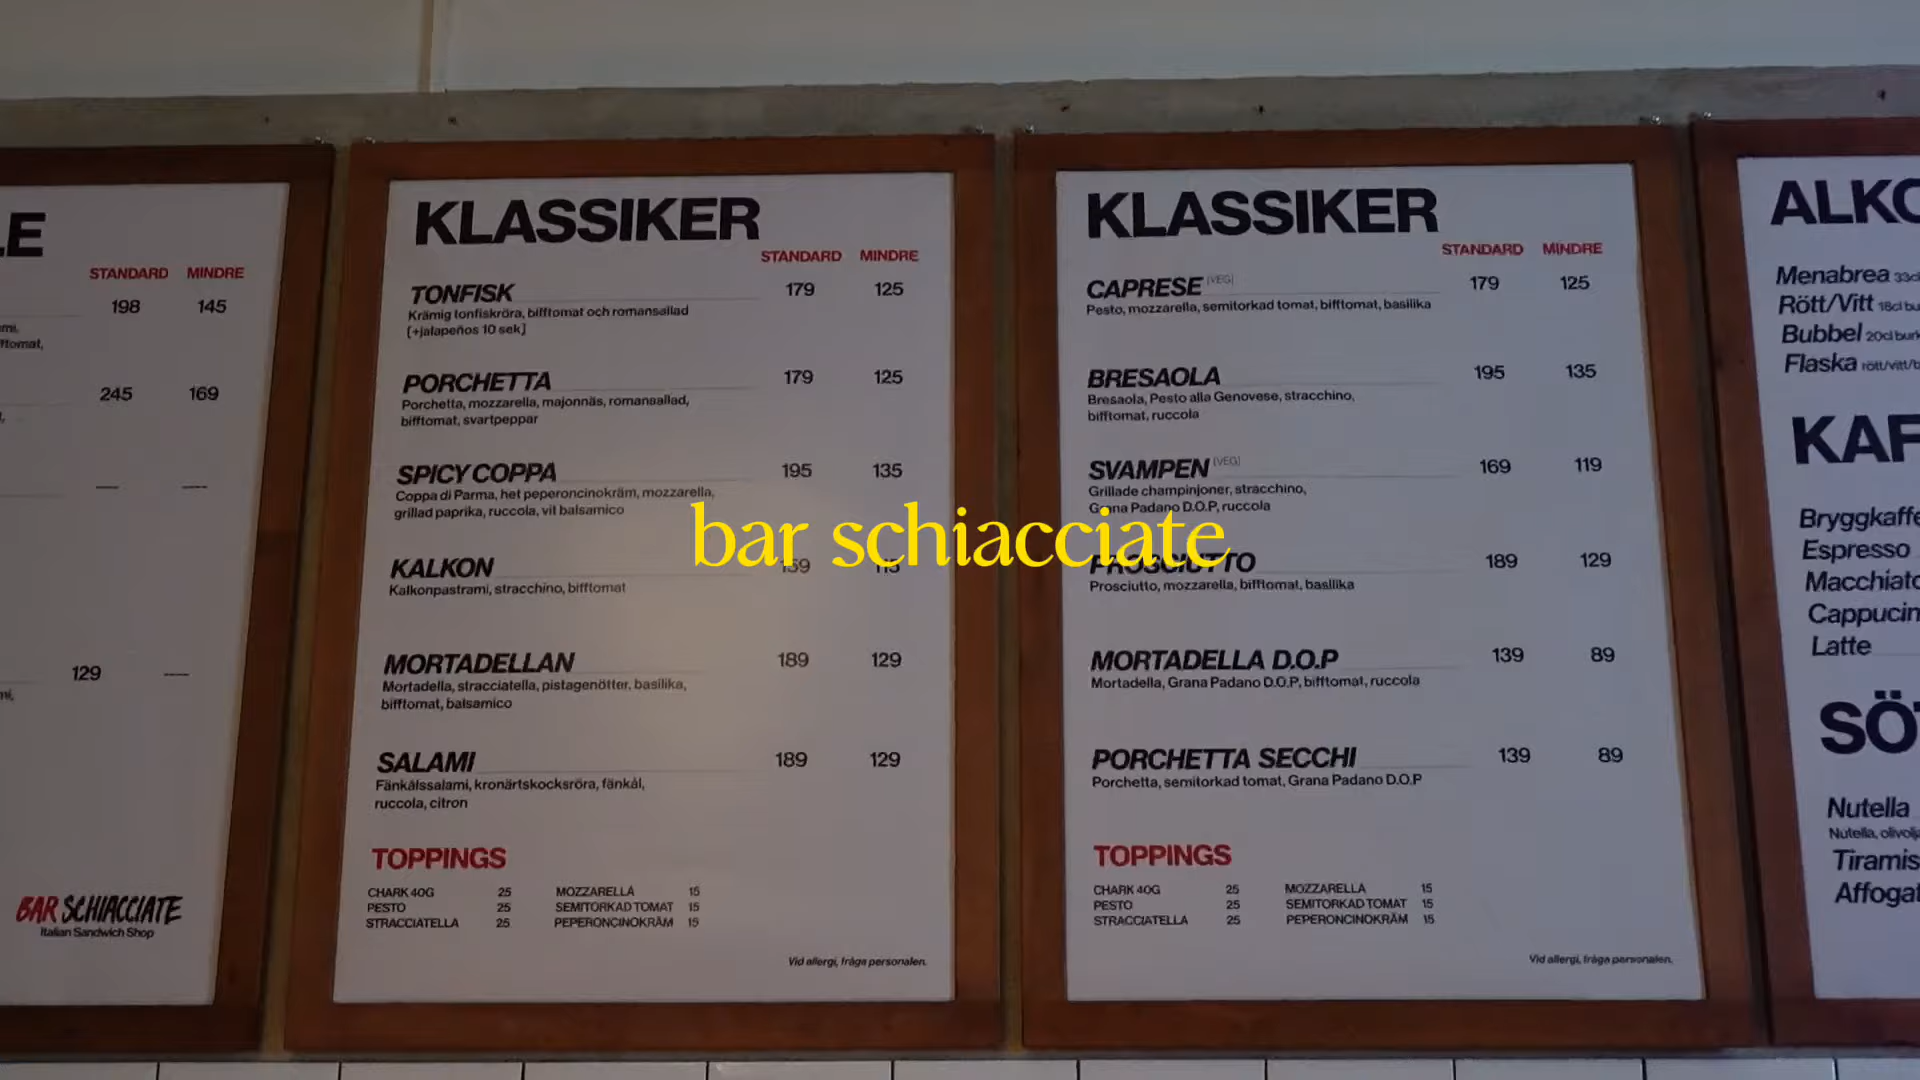 LE
STANDARD MINDRE
198 145
245 169
129
BAR SCHIACCIATE
Italian Sandwich Shop
KLASSIKER
STANDARD MINDRE
TONFISK 179 125
Krämig tonfiskröra, bifftomat och romansallad
[+jalapeños 10 sek]
PORCHETTA 179 125
Porchetta, mozzarella, majonnäs, romansallad,
bifftomat, svartpeppar
SPICY COPPA 195 135
Coppa di Parma, het peperoncinokräm, mozzarella,
grillad paprika, ruccola, vit balsamico
KALKON
Kalkonpastrami, stracchino, bifftomat
MORTADELLAN 189 129
Mortadella, stracciatella, pistagenötter, basilika,
bifftomat, balsamico
SALAMI 189 129
Fänkålssalami, kronärtskocksröra, fänkål,
ruccola, citron
TOPPINGS
CHARK 40G 25 MOZZARELLA 15
PESTO 25 SEMITORKAD TOMAT 15
STRACCIATELLA 25 PEPERONCINOKRÄM 15
Vid allergi, fråga personalen.
bar schiacciate
KLASSIKER
STANDARD MINDRE
CAPRESE [VEG] 179 125
Pesto, mozzarella, semitorkad tomat, bifftomat, basilika
BRESAOLA 195 135
Bresaola, Pesto alla Genovese, stracchino,
bifftomat, ruccola
SVAMPEN [VEG] 169 119
Grillade champinjoner, stracchino,
Grana Padano D.O.P, ruccola
PROSCIUTTO 189 129
Prosciutto, mozzarella, bifftomat, basilika
MORTADELLA D.O.P 139 89
Mortadella, Grana Padano D.O.P, bifftomat, ruccola
PORCHETTA SECCHI 139 89
Porchetta, semitorkad tomat, Grana Padano D.O.P
TOPPINGS
CHARK 40G 25 MOZZARELLA 15
PESTO 25 SEMITORKAD TOMAT 15
STRACCIATELLA 25 PEPERONCINOKRÄM 15
Vid allergi, fråga personalen.
ALKO
Menabrea 33cl
Rött/Vitt 18cl bu
Bubbel 20cl burk
Flaska rött/vitt/b
KAF
Bryggkaffe
Espresso
Macchiato
Cappucin
Latte
SÖT
Nutella
Nutella, olivolja
Tiramis
Affogat